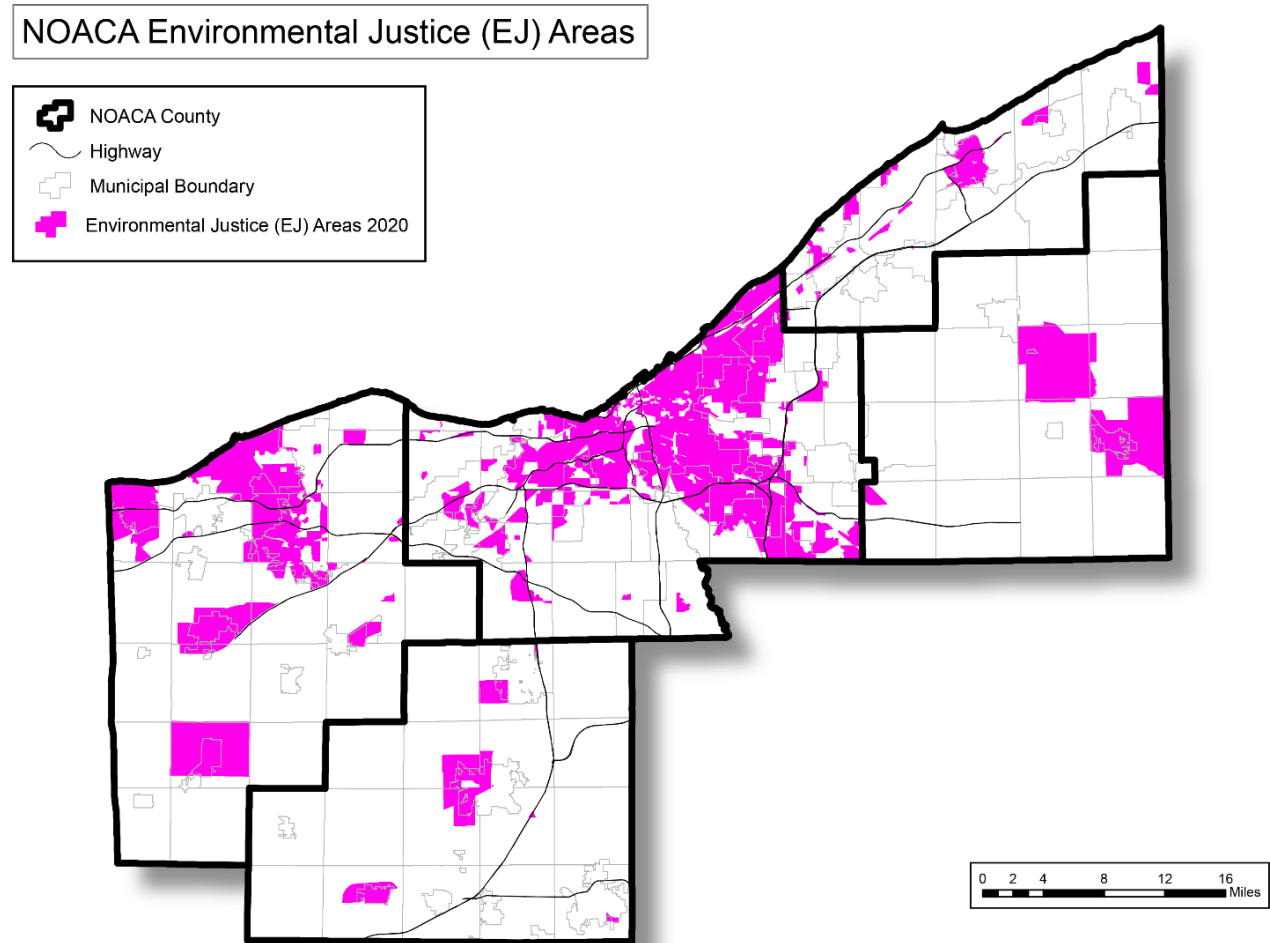 NOACA Environmental Justice (EJ) Areas
NOACA County
Highway
Municipal Boundary
Environmental Justice (EJ) Areas 2020
0 2 4 8 12 16
Miles